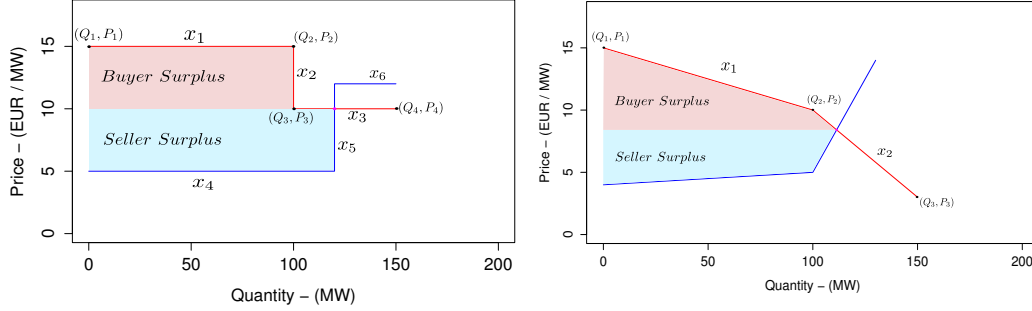 (Q1, P1)
x1
(Q2, P2)
x2
x6
Buyer Surplus
(Q3, P3)
x3
(Q4, P4)
Seller Surplus
x5
x4
0
5
10
15
Price – (EUR / MW)
0
50
100
150
200
Quantity – (MW)
(Q1, P1)
x1
Buyer Surplus
(Q2, P2)
Seller Surplus
x2
(Q3, P3)
0
5
10
15
Price – (EUR / MW)
0
50
100
150
200
Quantity – (MW)